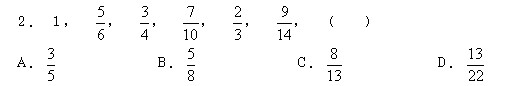 2. 1, 5/6, 3/4, 7/10, 2/3, 9/14, ( )
A. 3/5 B. 5/8 C. 8/13 D. 13/22